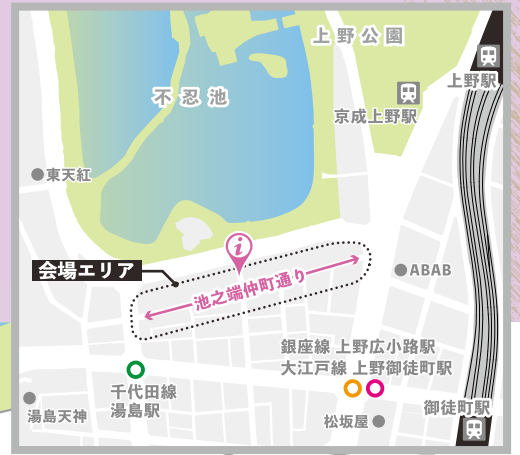 上野公園
上野駅
不忍池
京成上野駅
東天紅
i
会場エリア
池之端仲町通り
ABAB
銀座線 上野広小路駅
大江戸線 上野御徒町駅
千代田線
湯島駅
御徒町駅
湯島天神
松坂屋